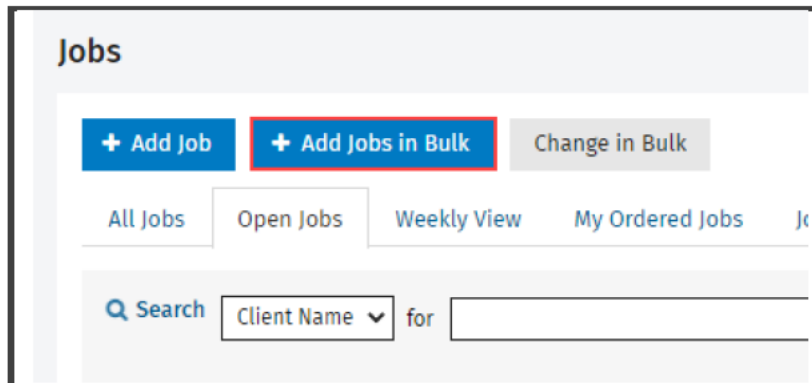 Jobs
+ Add Job + Add Jobs in Bulk Change in Bulk
All Jobs Open Jobs Weekly View My Ordered Jobs
Search Client Name for